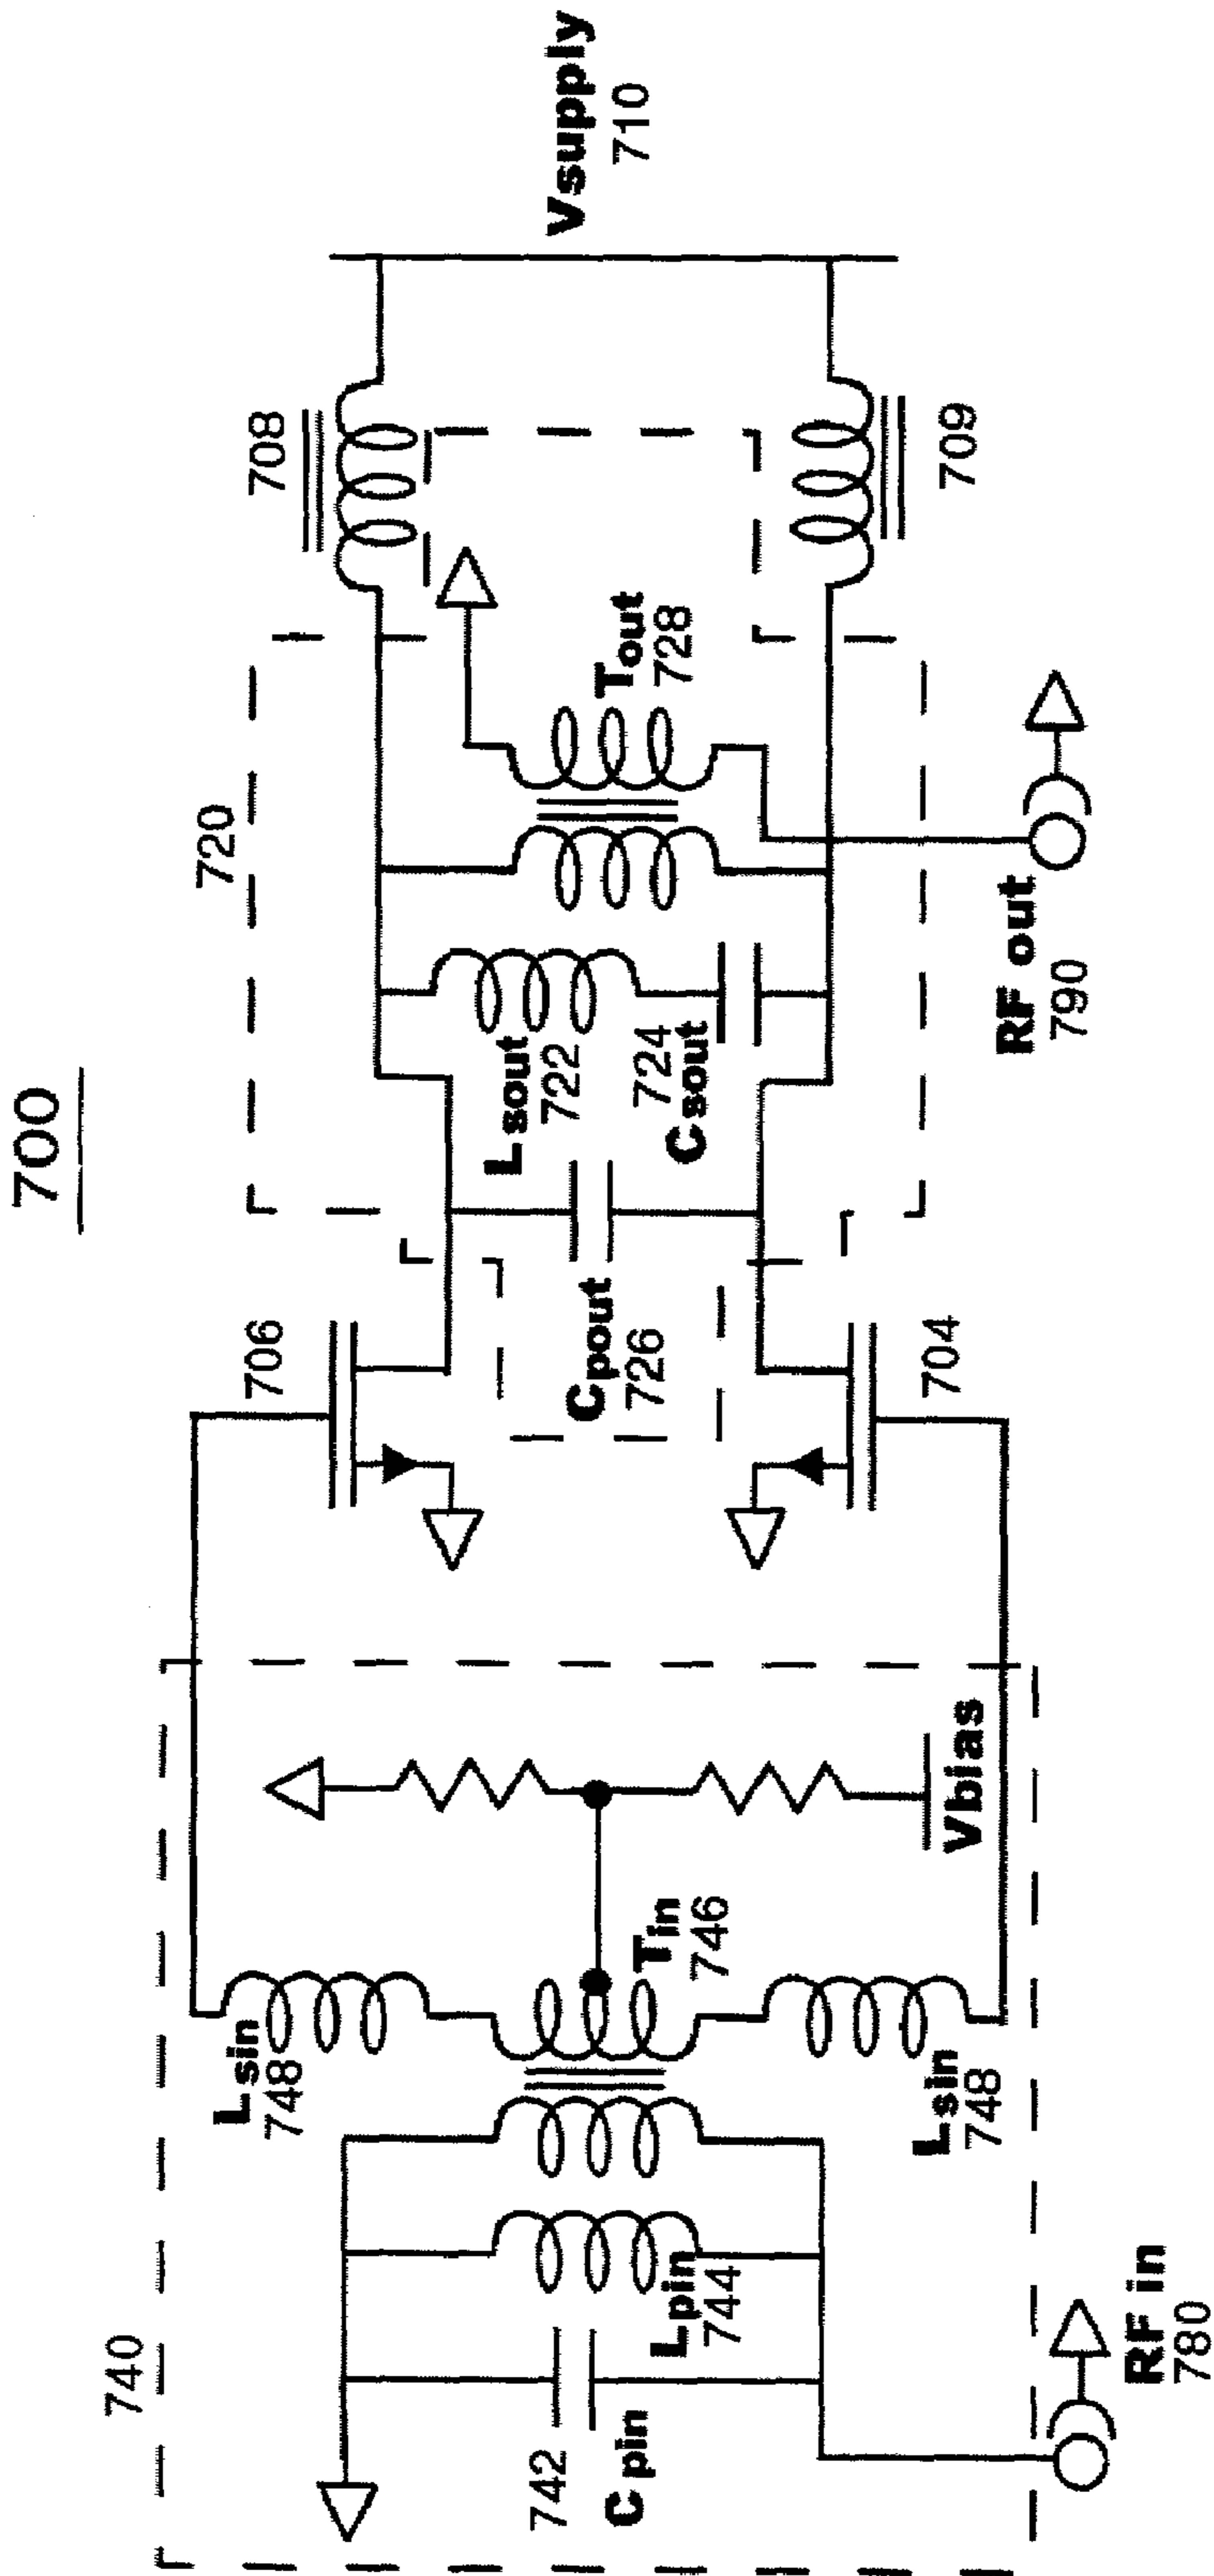 700
740
742
Cpin
Lpin
744
Lsin
748
Tin
746
Lsin
748
Vbias
RF in
780
706
704
Cpout
726
720
Lsout
722
724
Csout
Tout
728
RF out
790
708
709
Vsupply
710